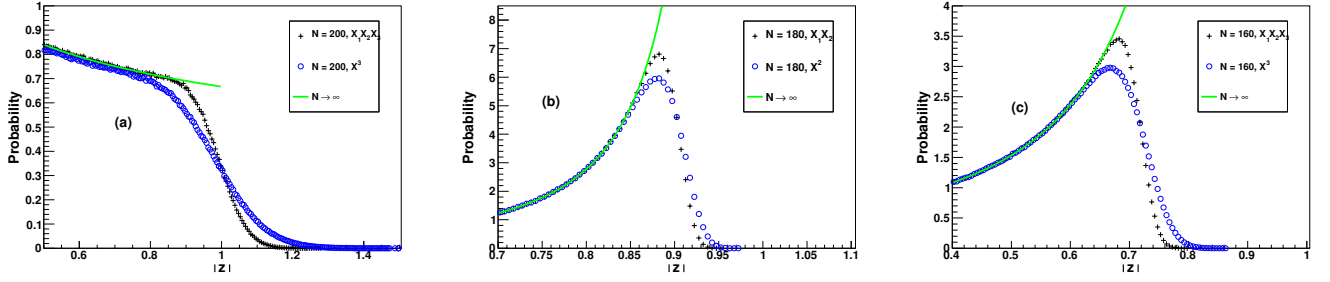 1
0.9
0.8
0.7
0.6
0.5
0.4
0.3
0.2
0.1
0
Probability
0.6 0.8 1 1.2 1.4
| z |
(a)
N = 200, X1X2X3
N = 200, X³
N → ∞
8
7
6
5
4
3
2
1
0
Probability
0.7 0.75 0.8 0.85 0.9 0.95 1 1.05 1.1
| z |
(b)
N = 180, X1X2
N = 180, X²
N → ∞
4
3.5
3
2.5
2
1.5
1
0.5
0
Probability
0.4 0.5 0.6 0.7 0.8 0.9 1
| z |
(c)
N = 160, X1X2X3
N = 160, X³
N → ∞